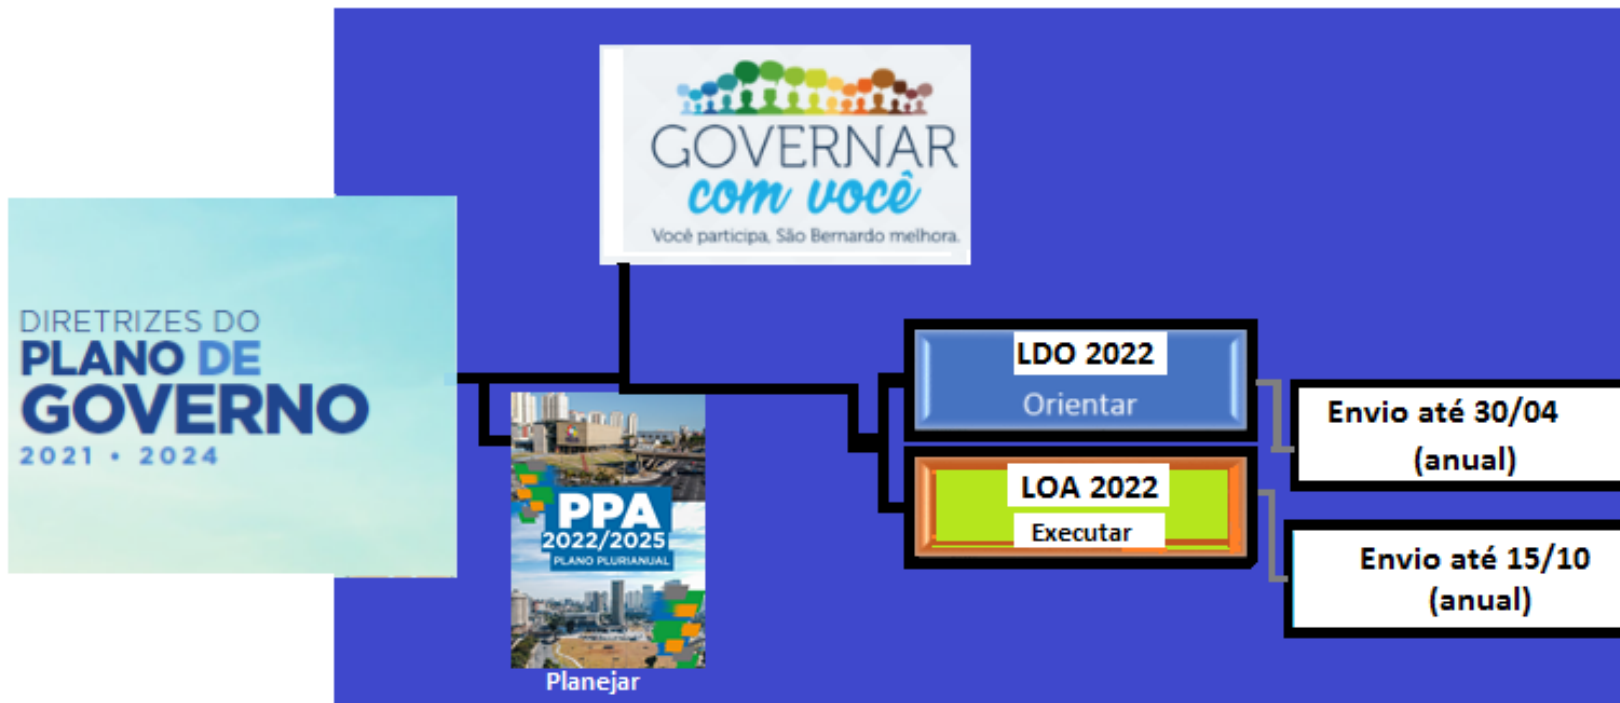 GOVERNAR
com você
Você participa, São Bernardo melhora.
DIRETRIZES DO
PLANO DE
GOVERNO
2021 • 2024
PPA
2022/2025
PLANO PLURIANUAL
Planejar
LDO 2022
Orientar
Envio até 30/04
(anual)
LOA 2022
Executar
Envio até 15/10
(anual)